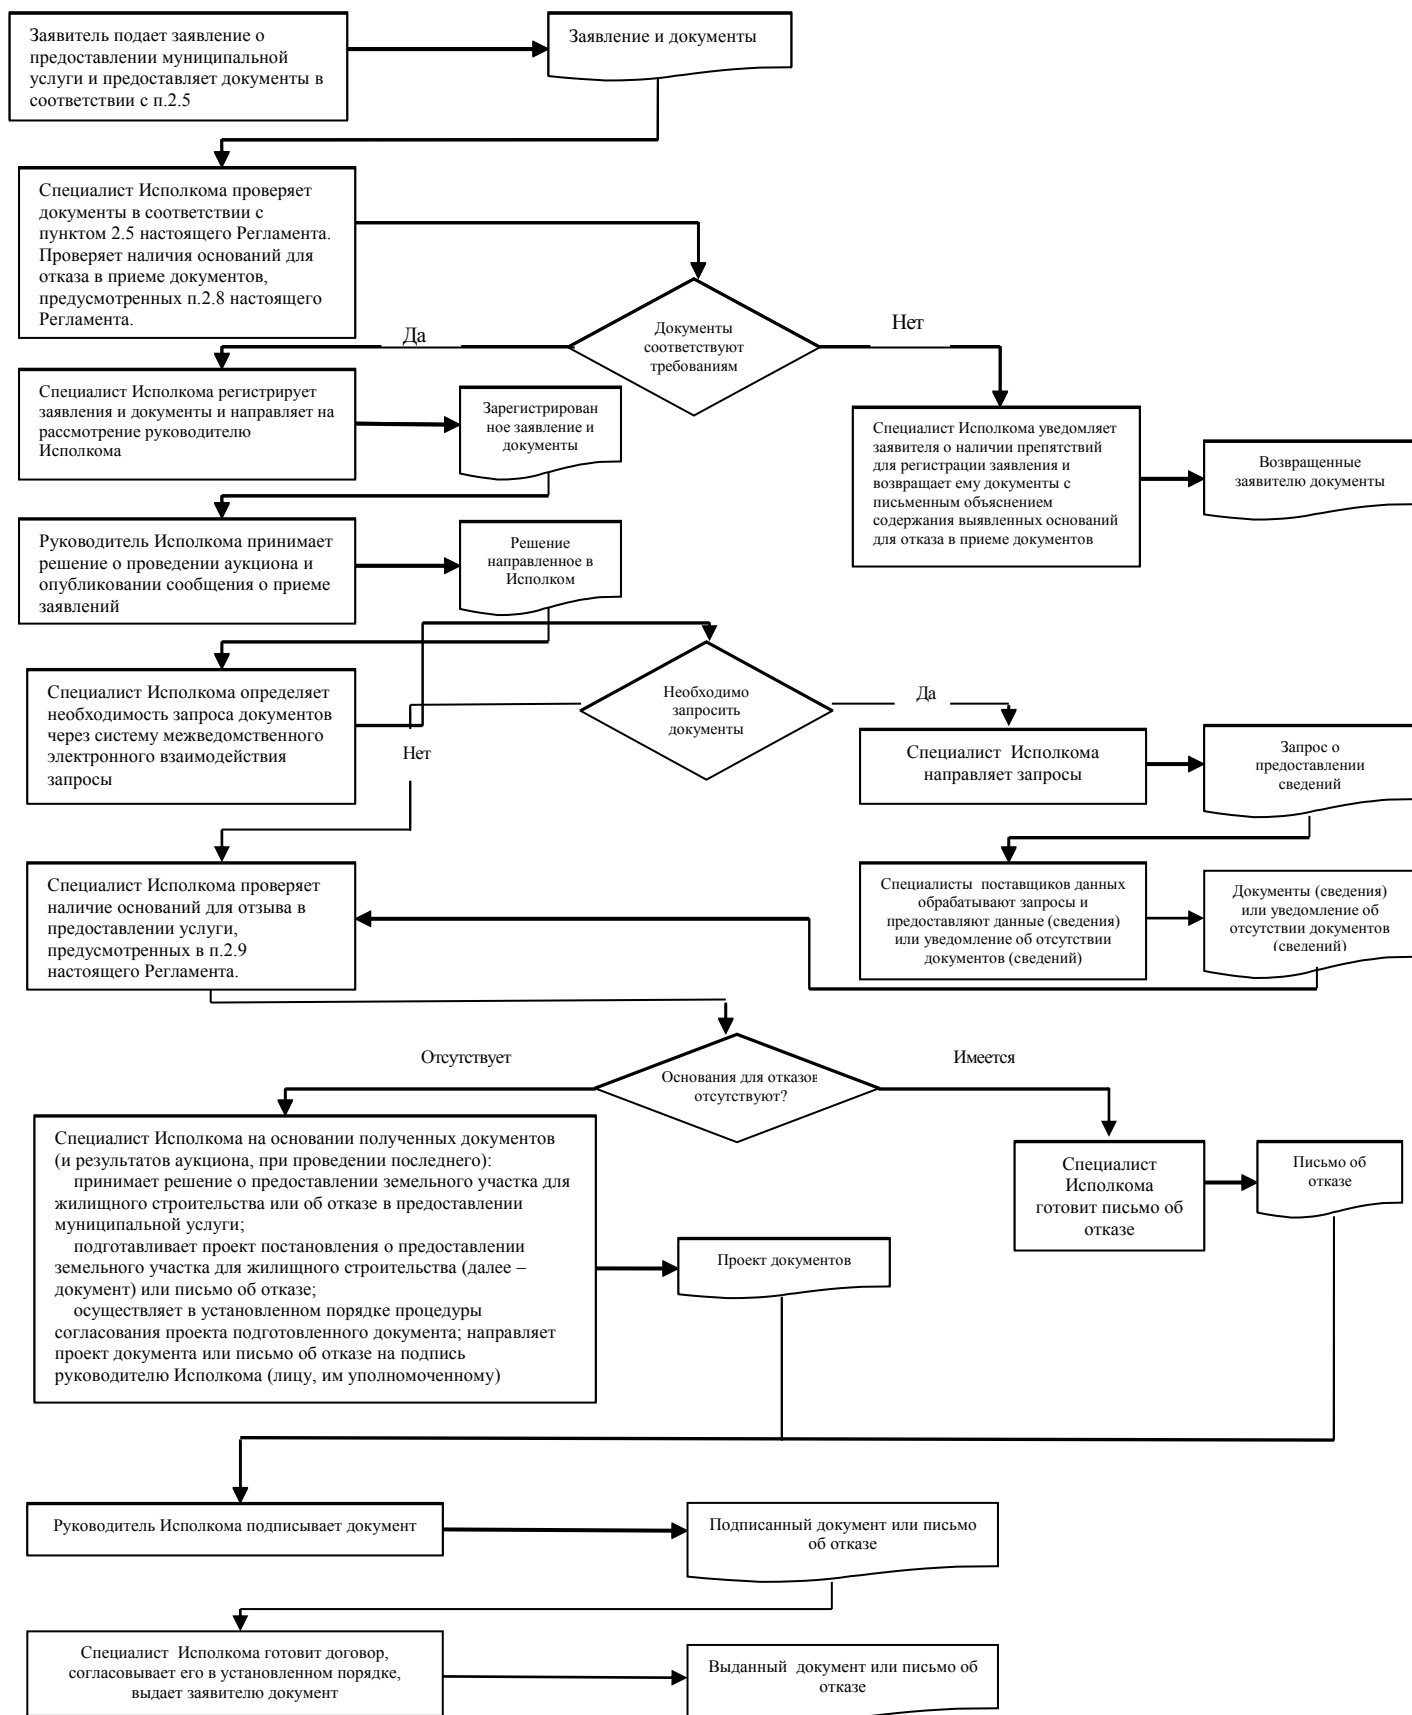 Заявитель подает заявление о
предоставлении муниципальной
услуги и предоставляет документы в
соответствии с п.2.5
Заявление и документы
Специалист Исполкома проверяет
документы в соответствии с
пунктом 2.5 настоящего Регламента.
Проверяет наличия оснований для
отказа в приеме документов,
предусмотренных п.2.8 настоящего
Регламента.
Документы
соответствуют
требованиям
Да
Нет
Специалист Исполкома регистрирует
заявления и документы и направляет на
рассмотрение руководителю
Исполкома
Зарегистрирован
ное заявление и
документы
Специалист Исполкома уведомляет
заявителя о наличии препятствий
для регистрации заявления и
возвращает ему документы с
письменным объяснением
содержания выявленных оснований
для отказа в приеме документов
Возвращенные
заявителю документы
Руководитель Исполкома принимает
решение о проведении аукциона и
опубликовании сообщения о приеме
заявлений
Решение
направленное в
Исполком
Специалист Исполкома определяет
необходимость запроса документов
через систему межведомственного
электронного взаимодействия
запросы
Необходимо
запросить
документы
Да
Нет
Специалист Исполкома
направляет запросы
Запрос о
предоставлении
сведений
Специалист Исполкома проверяет
наличие оснований для отзыва в
предоставлении услуги,
предусмотренных в п.2.9
настоящего Регламента.
Специалисты поставщиков данных
обрабатывают запросы и
предоставляют данные (сведения)
или уведомление об отсутствии
документов (сведений)
Документы (сведения)
или уведомление об
отсутствии документов
(сведений)
Отсутствует
Имеется
Основания для отказов
отсутствуют?
Специалист Исполкома на основании полученных документов
(и результатов аукциона, при проведении последнего):
принимает решение о предоставлении земельного участка для
жилищного строительства или об отказе в предоставлении
муниципальной услуги;
подготавливает проект постановления о предоставлении
земельного участка для жилищного строительства (далее –
документ) или письмо об отказе;
осуществляет в установленном порядке процедуры
согласования проекта подготовленного документа; направляет
проект документа или письмо об отказе на подпись
руководителю Исполкома (лицу, им уполномоченному)
Проект документов
Специалист
Исполкома
готовит письмо об
отказе
Письмо об
отказе
Руководитель Исполкома подписывает документ
Подписанный документ или письмо
об отказе
Специалист Исполкома готовит договор,
согласовывает его в установленном порядке,
выдает заявителю документ
Выданный документ или письмо об
отказе